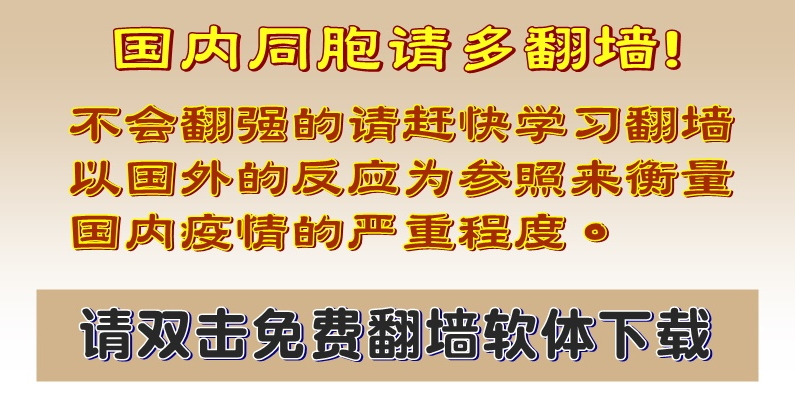 国内同胞请多翻墙!
不会翻强的请赶快学习翻墙
以国外的反应为参照来衡量
国内疫情的严重程度。
请双击免费翻墙软体下载